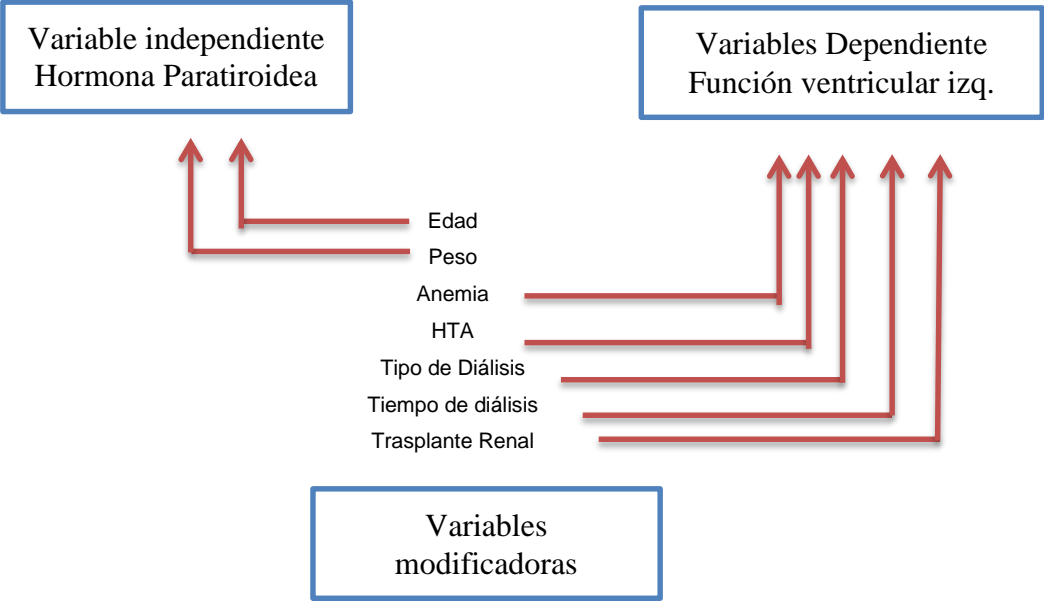 Variable independiente
Hormona Paratiroidea
Variables Dependiente
Función ventricular izq.
Edad
Peso
Anemia
HTA
Tipo de Diálisis
Tiempo de diálisis
Trasplante Renal
Variables
modificadoras